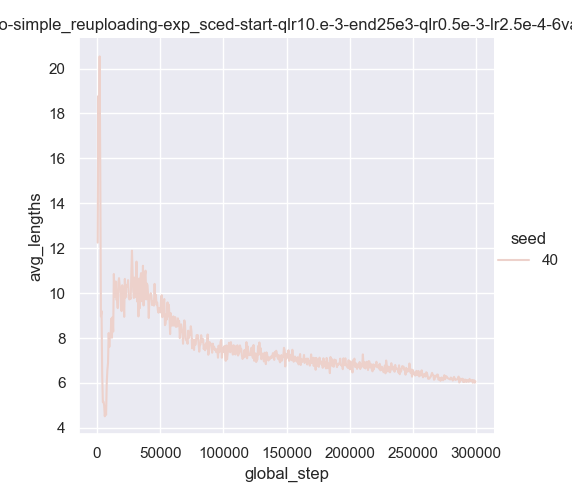 o-simple_reuploading-exp_sced-start-qlr10.e-3-end25e3-qlr0.5e-3-lr2.5e-4-6va
20
18
16
14
12
10
8
6
4
avg_lengths
0 50000 100000 150000 200000 250000 300000
global_step
seed
40